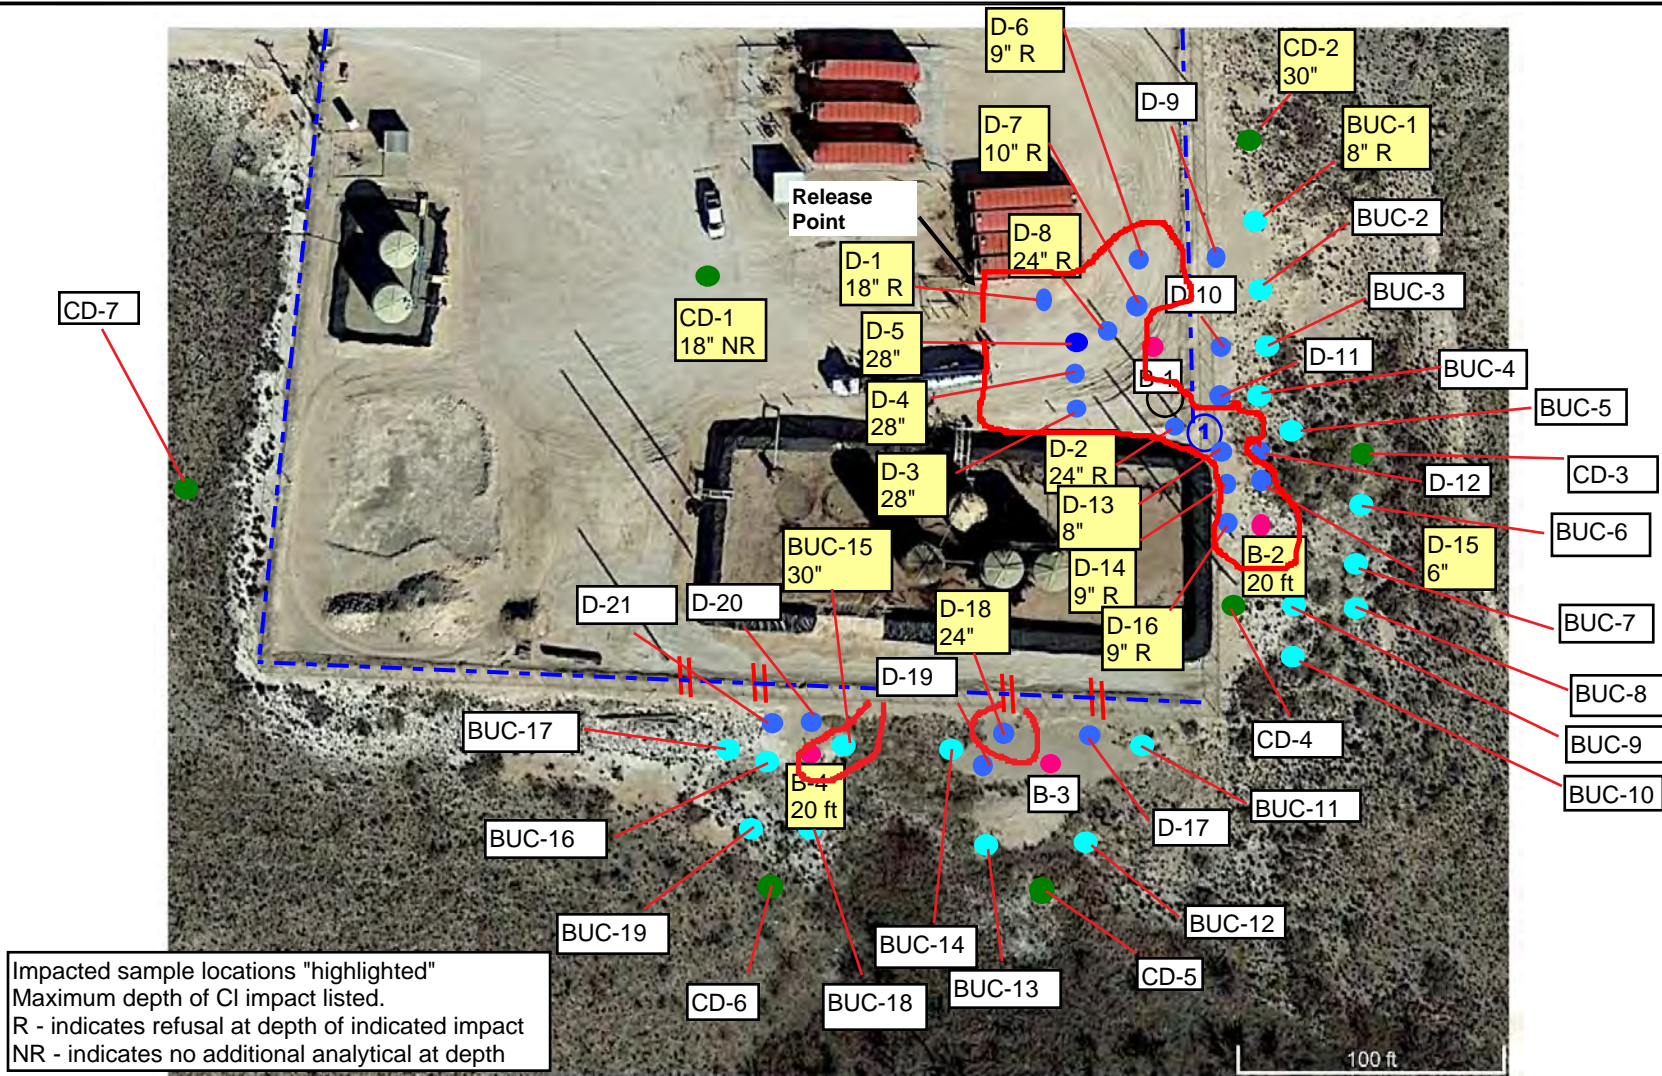 D-6
9" R
CD-2
30"
D-9
BUC-1
8" R
D-7
10" R
Release
Point
BUC-2
D-8
24" R
D-1
18" R
CD-7
D-10
BUC-3
CD-1
18" NR
D-5
28"
D-11
BUC-4
B-1
D-4
28"
BUC-5
1
D-3
28"
D-2
24" R
CD-3
D-12
D-13
8"
BUC-6
BUC-15
30"
D-15
6"
B-2
20 ft
D-14
9" R
D-21
D-20
D-18
24"
D-16
9" R
BUC-7
D-19
BUC-8
BUC-17
CD-4
BUC-9
B-4
20 ft
B-3
BUC-11
BUC-10
BUC-16
D-17
BUC-19
BUC-14
BUC-12
CD-6
BUC-18
BUC-13
CD-5
Impacted sample locations "highlighted"
Maximum depth of Cl impact listed.
R - indicates refusal at depth of indicated impact
NR - indicates no additional analytical at depth
100 ft